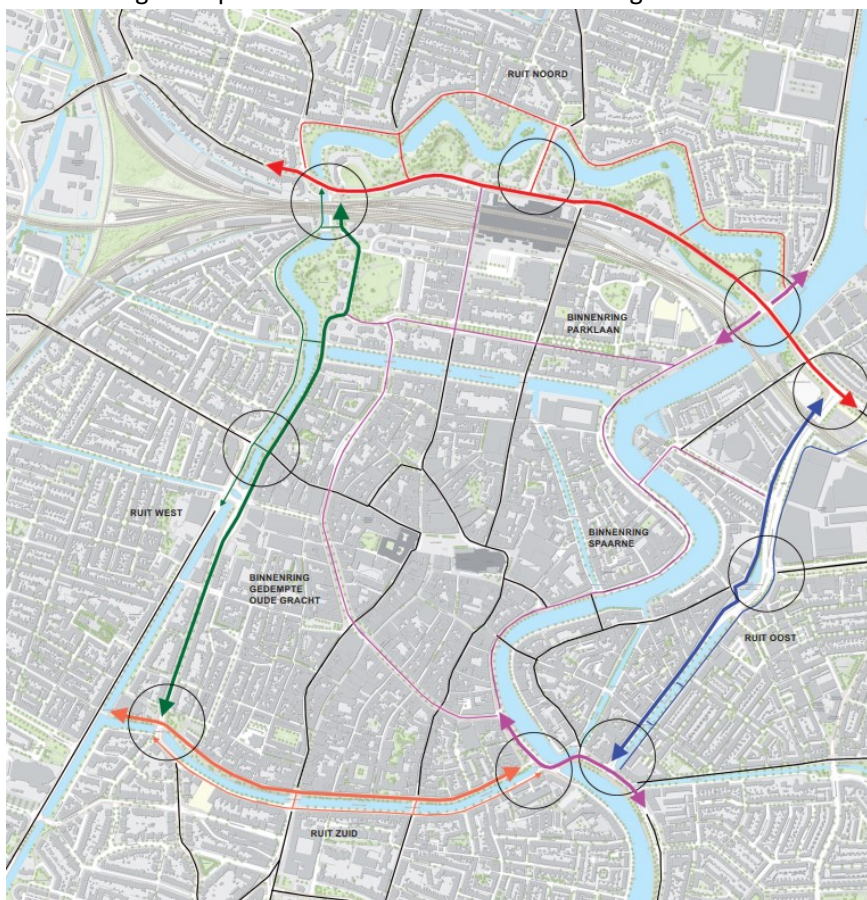 RUIT NOORD
BINNENRING
PARKLAAN
RUIT WEST
BINNENRING
SPAARNE
BINNENRING
GEDEMPTE
OUDE GRACHT
RUIT OOST
RUIT ZUID